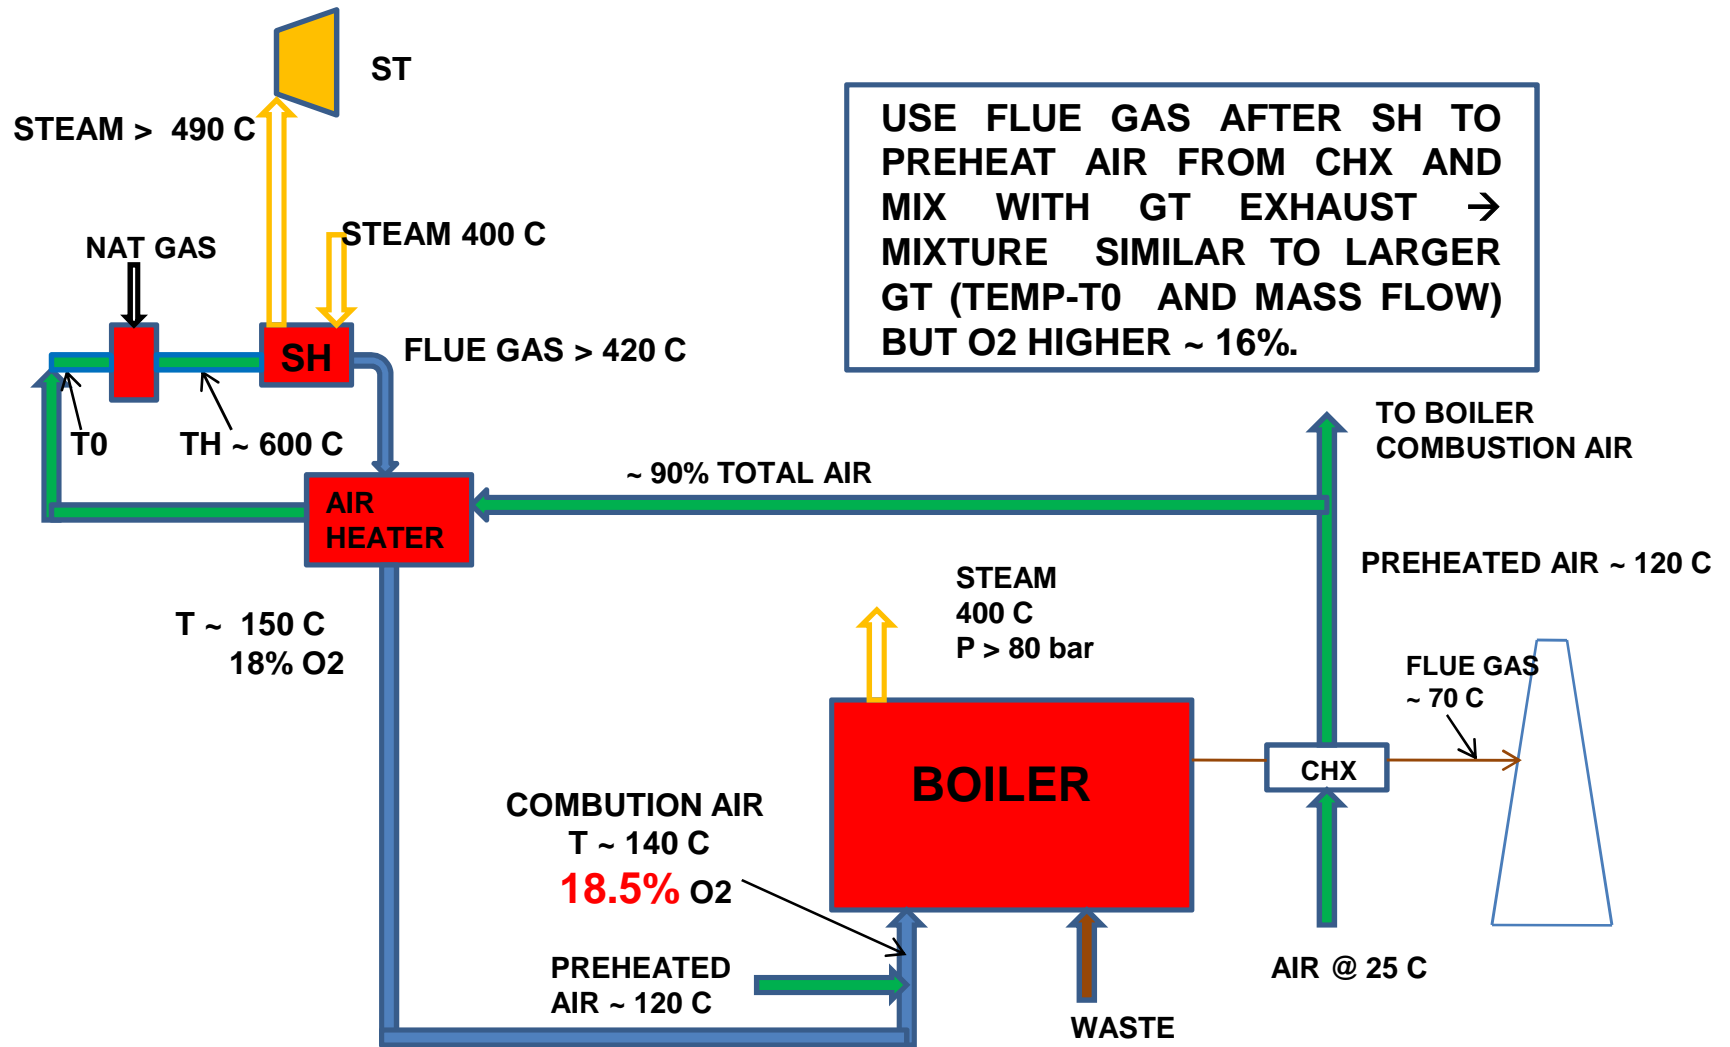 ST
STEAM > 490 C
USE FLUE GAS AFTER SH TO
PREHEAT AIR FROM CHX AND
MIX WITH GT EXHAUST →
MIXTURE SIMILAR TO LARGER
GT (TEMP-T0 AND MASS FLOW)
BUT O2 HIGHER ~ 16%.
STEAM 400 C
NAT GAS
SH
FLUE GAS > 420 C
T0
TH ~ 600 C
TO BOILER
COMBUSTION AIR
~ 90% TOTAL AIR
AIR
HEATER
PREHEATED AIR ~ 120 C
STEAM
400 C
P > 80 bar
T ~ 150 C
18% O2
FLUE GAS
~ 70 C
BOILER
CHX
COMBUTION AIR
T ~ 140 C
18.5% O2
PREHEATED
AIR ~ 120 C
AIR @ 25 C
WASTE